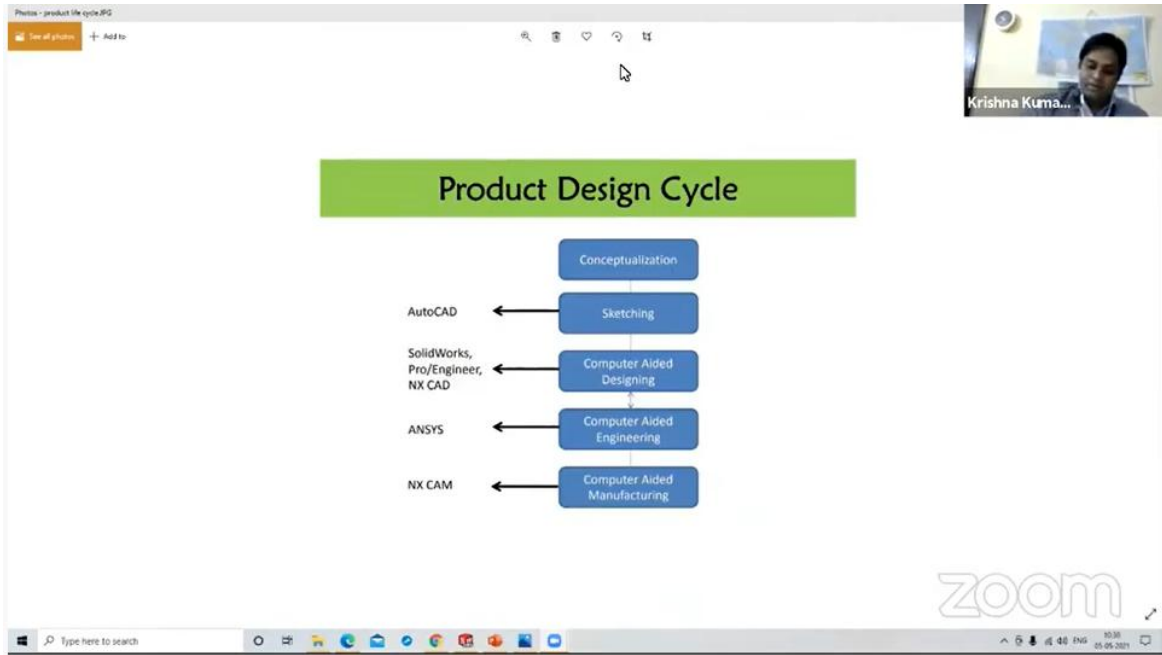 Photos - product life cycle.JPG
See all photos
Add to
Krishna Kuma...
Product Design Cycle
Conceptualization
AutoCAD
Sketching
SolidWorks,
Pro/Engineer,
NX CAD
Computer Aided
Designing
ANSYS
Computer Aided
Engineering
NX CAM
Computer Aided
Manufacturing
zoom
Type here to search
ENG
10:30
05-05-2021